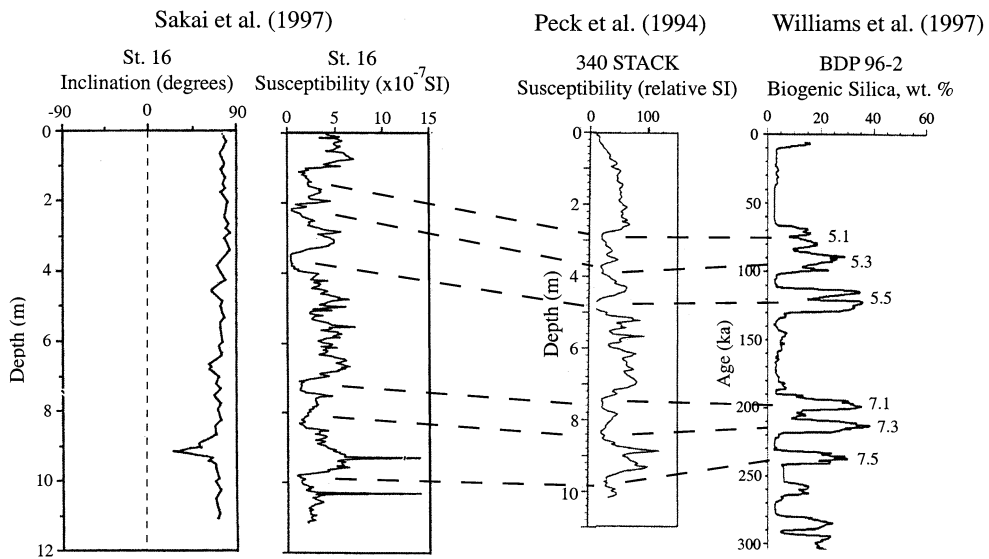 Sakai et al. (1997)
Peck et al. (1994)
Williams et al. (1997)
St. 16
Inclination (degrees)
St. 16
Susceptibility (x10⁻⁷SI)
340 STACK
Susceptibility (relative SI)
BDP 96-2
Biogenic Silica, wt. %
-90 0 90
0 5 10 15
0 100
0 20 40 60
Depth (m)
0
2
4
6
8
10
12
Depth (m)
0
2
4
6
8
10
Age (ka)
0
50
100
150
200
250
300
5.1
5.3
5.5
7.1
7.3
7.5